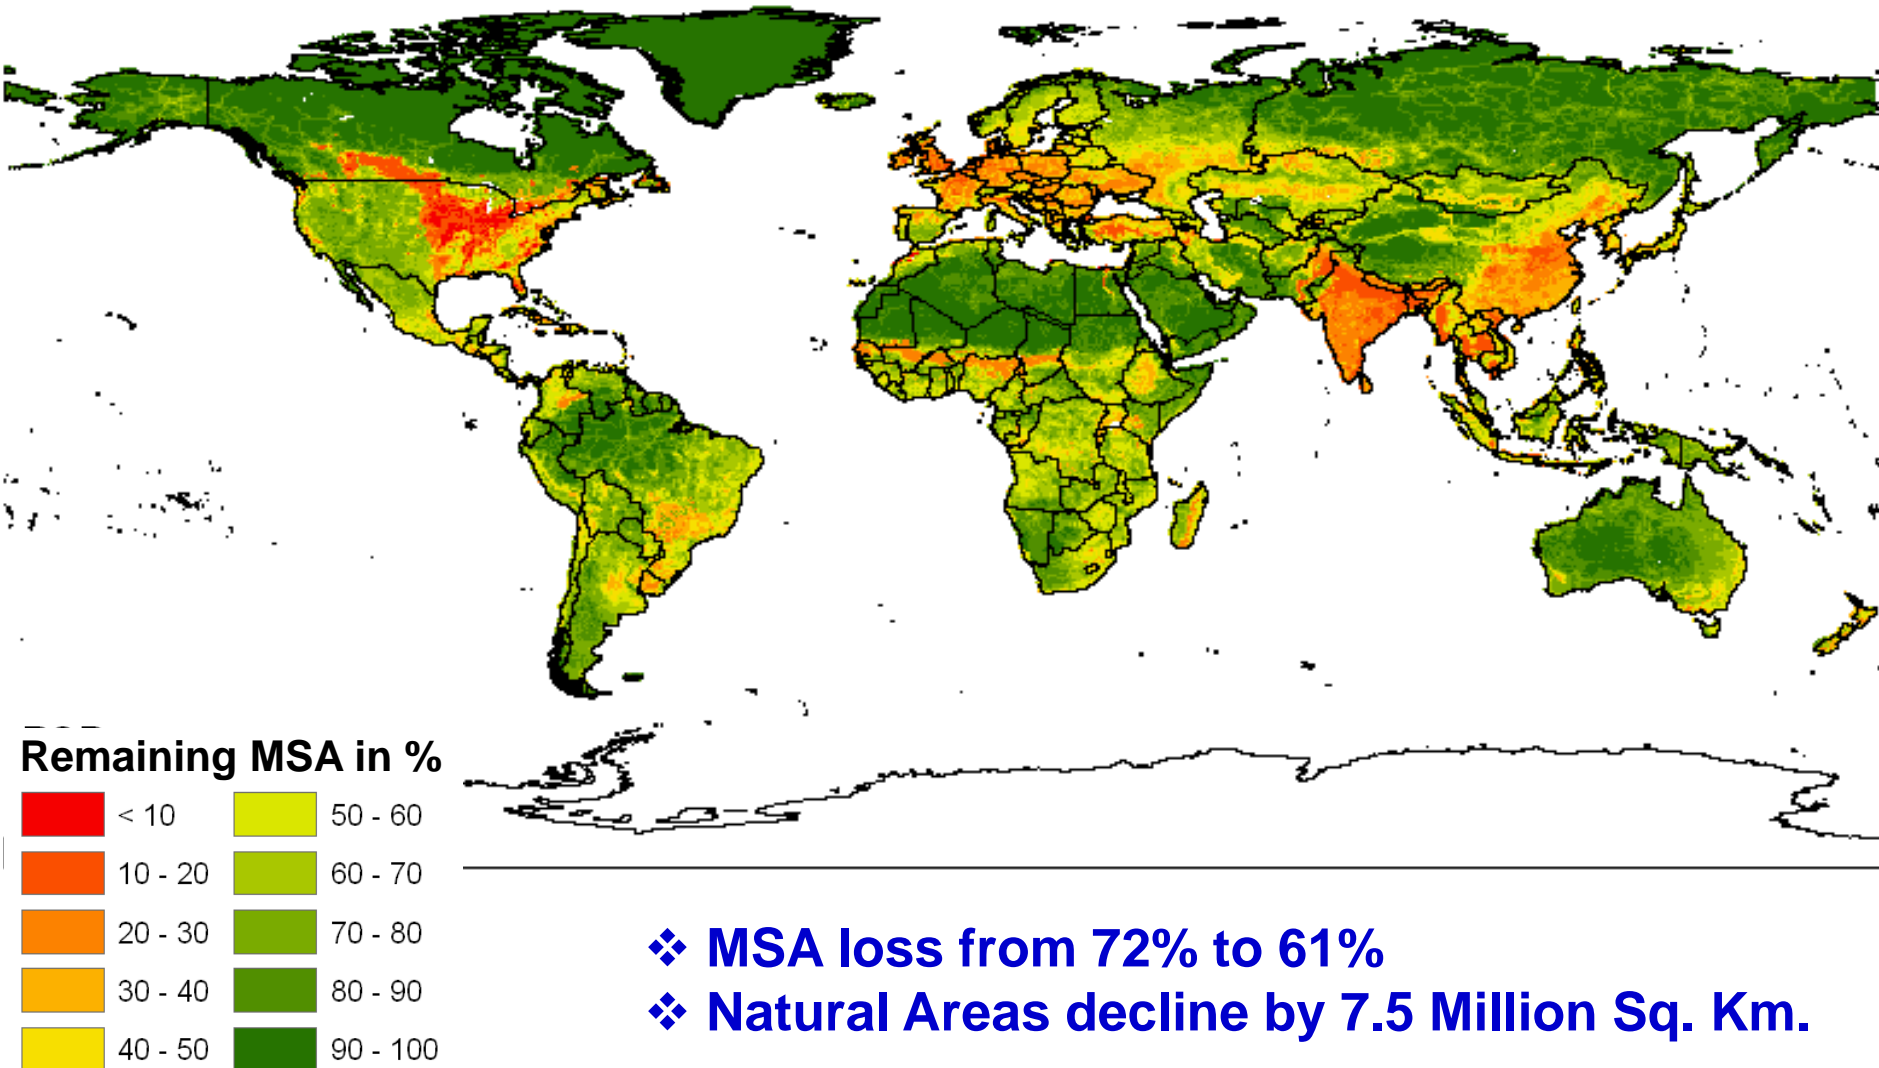 Remaining MSA in %
< 10
50 - 60
10 - 20
60 - 70
20 - 30
70 - 80
30 - 40
80 - 90
40 - 50
90 - 100
❖ MSA loss from 72% to 61%
❖ Natural Areas decline by 7.5 Million Sq. Km.